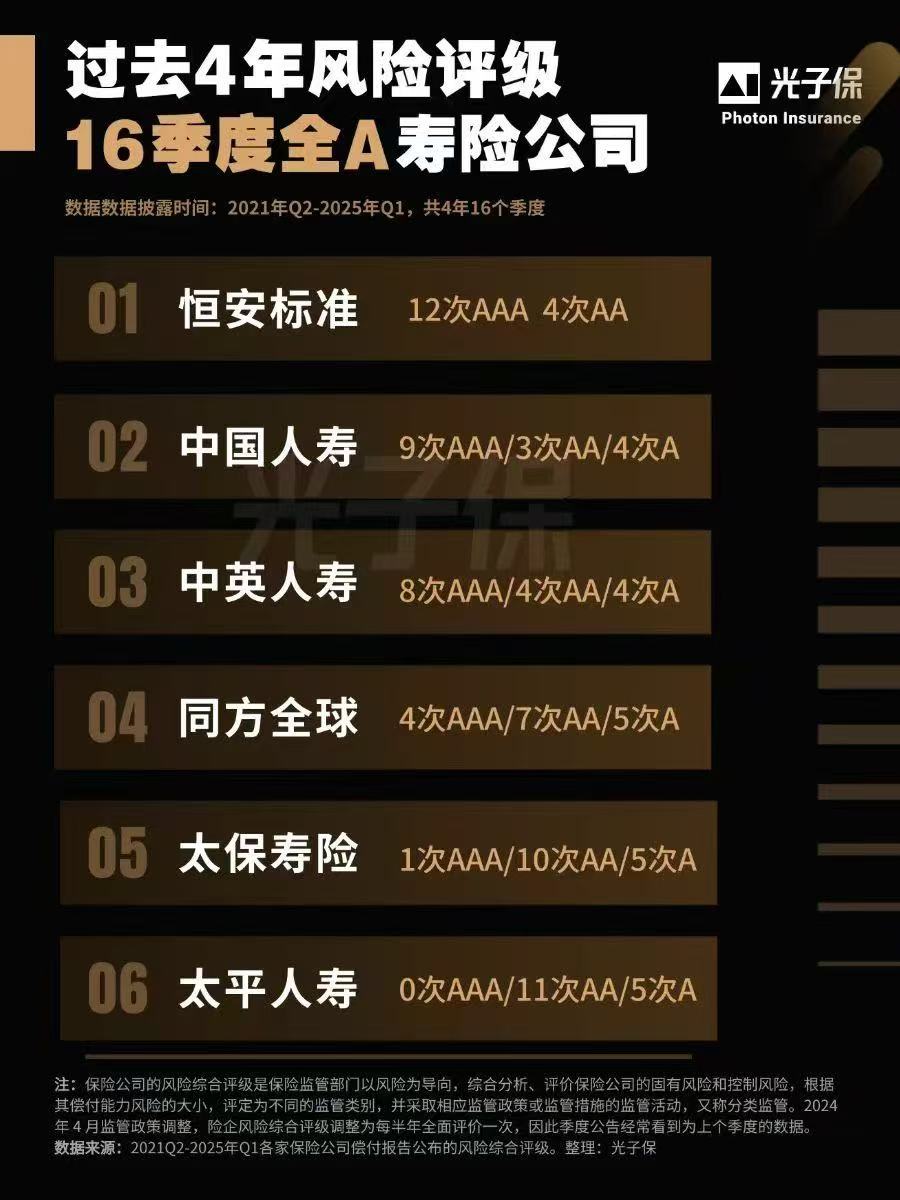 过去4年风险评级
16季度全A寿险公司
光子保
Photon Insurance
数据数据披露时间：2021年Q2-2025年Q1，共4年16个季度
01 恒安标准 12次AAA 4次AA
02 中国人寿 9次AAA/3次AA/4次A
光子保
03 中英人寿 8次AAA/4次AA/4次A
04 同方全球 4次AAA/7次AA/5次A
05 太保寿险 1次AAA/10次AA/5次A
06 太平人寿 0次AAA/11次AA/5次A
注：保险公司的风险综合评级是保险监管部门以风险为导向，综合分析、评价保险公司的固有风险和控制风险，根据
其偿付能力风险的大小，评定为不同的监管类别，并采取相应监管政策或监管措施的监管活动，又称分类监管。2024
年４月监管政策调整，险企风险综合评级调整为每半年全面评价一次，因此季度公告经常看到为上个季度的数据。
数据来源：2021Q2-2025年Q1各家保险公司偿付报告公布的风险综合评级。整理：光子保